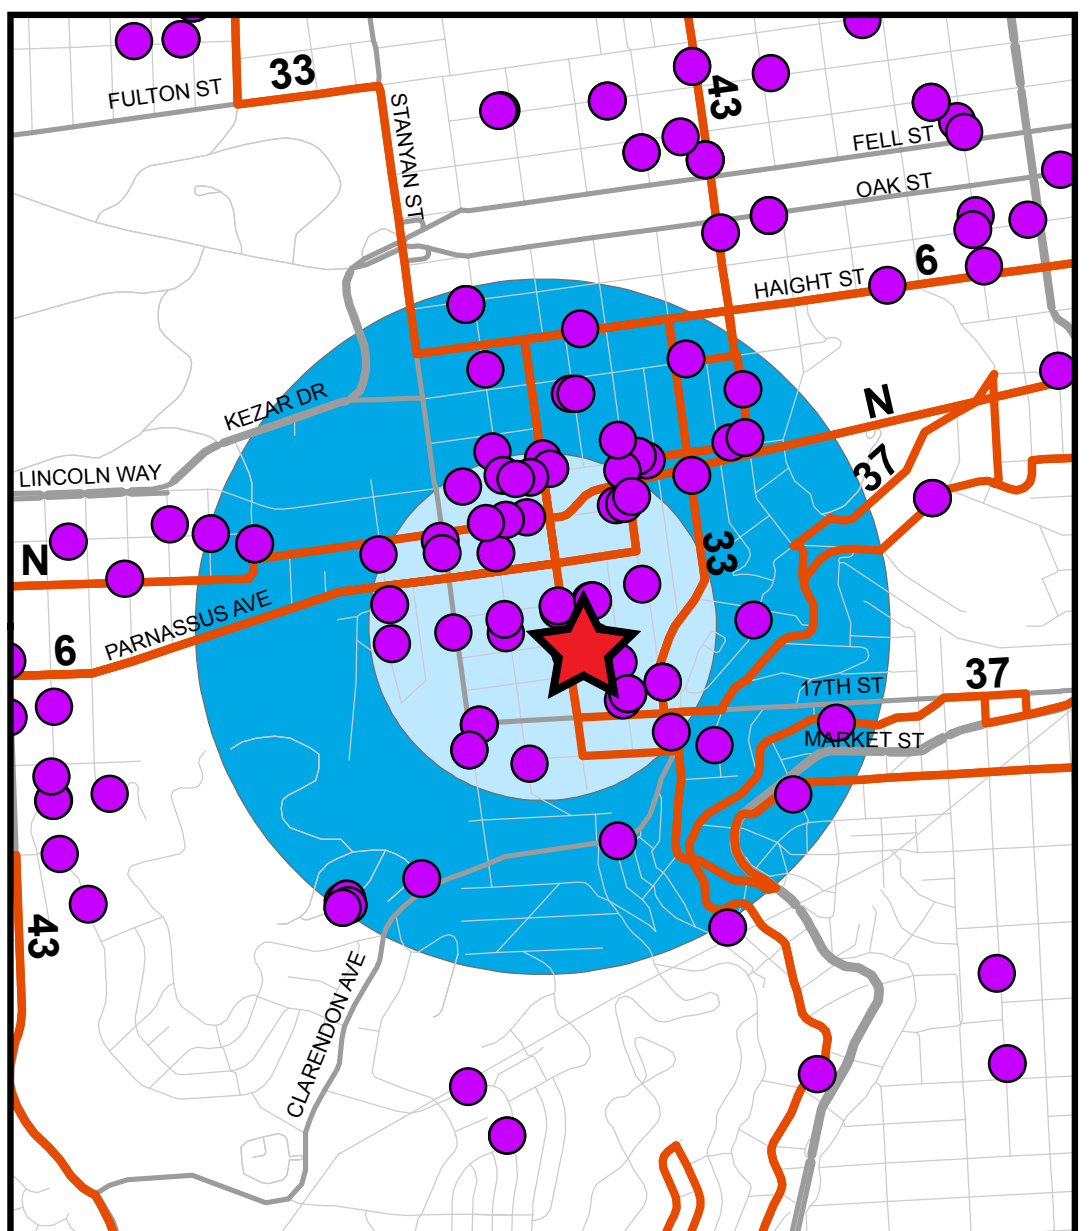 33
FULTON ST
STANYAN ST
43
FELL ST
OAK ST
6
HAIGHT ST
KEZAR DR
N
37
LINCOLN WAY
N
33
PARNASSUS AVE
6
37
17TH ST
MARKET ST
43
CLARENDON AVE